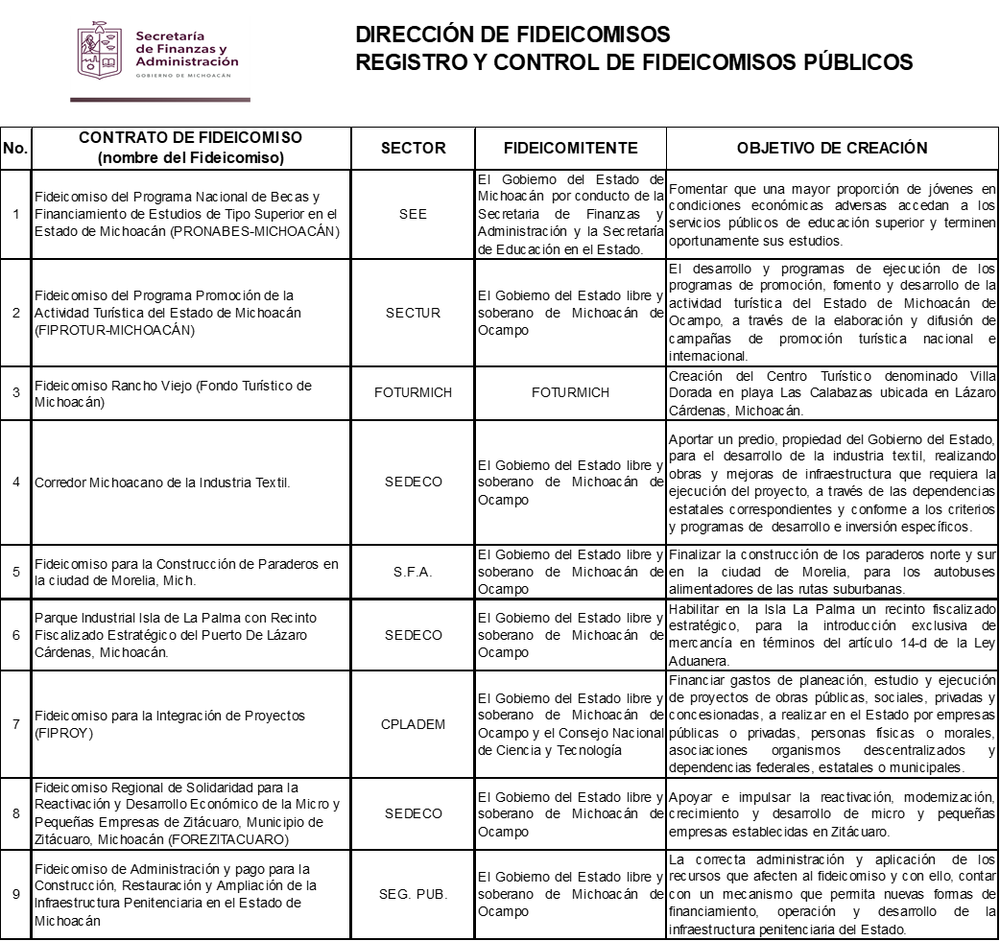 Secretaría
de Finanzas y
Administración
GOBIERNO DE MICHOACÁN
DIRECCIÓN DE FIDEICOMISOS
REGISTRO Y CONTROL DE FIDEICOMISOS PÚBLICOS
No.
CONTRATO DE FIDEICOMISO
(nombre del Fideicomiso)
SECTOR
FIDEICOMITENTE
OBJETIVO DE CREACIÓN
1
Fideicomiso del Programa Nacional de Becas y
Financiamiento de Estudios de Tipo Superior en el
Estado de Michoacán (PRONABES-MICHOACÁN)
SEE
El Gobierno del Estado de
Michoacán por conducto de la
Secretaria de Finanzas y
Administración y la Secretaría
de Educación en el Estado.
Fomentar que una mayor proporción de jóvenes en
condiciones económicas adversas accedan a los
servicios públicos de educación superior y terminen
oportunamente sus estudios.
2
Fideicomiso del Programa Promoción de la
Actividad Turística del Estado de Michoacán
(FIPROTUR-MICHOACÁN)
SECTUR
El Gobierno del Estado libre y
soberano de Michoacán de
Ocampo
El desarrollo y programas de ejecución de los
programas de promoción, fomento y desarrollo de la
actividad turística del Estado de Michoacán de
Ocampo, a través de la elaboración y difusión de
campañas de promoción turística nacional e
internacional.
3
Fideicomiso Rancho Viejo (Fondo Turístico de
Michoacán)
FOTURMICH
FOTURMICH
Creación del Centro Turístico denominado Villa
Dorada en playa Las Calabazas ubicada en Lázaro
Cárdenas, Michoacán.
4
Corredor Michoacano de la Industria Textil.
SEDECO
El Gobierno del Estado libre y
soberano de Michoacán de
Ocampo
Aportar un predio, propiedad del Gobierno del Estado,
para el desarrollo de la industria textil, realizando
obras y mejoras de infraestructura que requiera la
ejecución del proyecto, a través de las dependencias
estatales correspondientes y conforme a los criterios
y programas de desarrollo e inversión específicos.
5
Fideicomiso para la Construcción de Paraderos en
la ciudad de Morelia, Mich.
S.F.A.
El Gobierno del Estado libre y
soberano de Michoacán de
Ocampo
Finalizar la construcción de los paraderos norte y sur
en la ciudad de Morelia, para los autobuses
alimentadores de las rutas suburbanas.
6
Parque Industrial Isla de La Palma con Recinto
Fiscalizado Estratégico del Puerto De Lázaro
Cárdenas, Michoacán.
SEDECO
El Gobierno del Estado libre y
soberano de Michoacán de
Ocampo
Habilitar en la Isla La Palma un recinto fiscalizado
estratégico, para la introducción exclusiva de
mercancía en términos del artículo 14-d de la Ley
Aduanera.
7
Fideicomiso para la Integración de Proyectos
(FIPROY)
CPLADEM
El Gobierno del Estado libre y
soberano de Michoacán de
Ocampo y el Consejo Nacional
de Ciencia y Tecnología
Financiar gastos de planeación, estudio y ejecución
de proyectos de obras públicas, sociales, privadas y
concesionadas, a realizar en el Estado por empresas
públicas o privadas, personas físicas o morales,
asociaciones organismos descentralizados y
dependencias federales, estatales o municipales.
8
Fideicomiso Regional de Solidaridad para la
Reactivación y Desarrollo Económico de la Micro y
Pequeñas Empresas de Zitácuaro, Municipio de
Zitácuaro, Michoacán (FOREZITACUARO)
SEDECO
El Gobierno del Estado libre y
soberano de Michoacán de
Ocampo
Apoyar e impulsar la reactivación, modernización,
crecimiento y desarrollo de micro y pequeñas
empresas establecidas en Zitácuaro.
9
Fideicomiso de Administración y pago para la
Construcción, Restauración y Ampliación de la
Infraestructura Penitenciaria en el Estado de
Michoacán
SEG. PUB.
El Gobierno del Estado libre y
soberano de Michoacán de
Ocampo
La correcta administración y aplicación de los
recursos que afecten al fideicomiso y con ello, contar
con un mecanismo que permita nuevas formas de
financiamiento, operación y desarrollo de la
infraestructura penitenciaria del Estado.